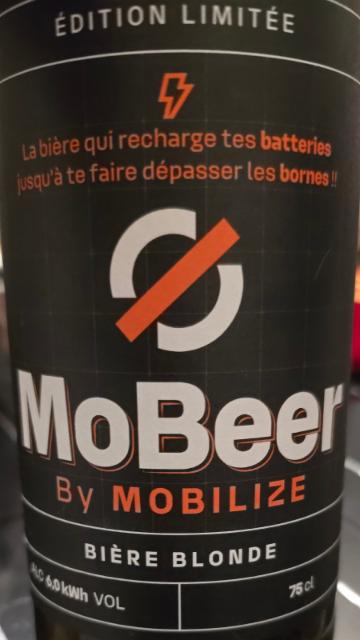 ÉDITION LIMITÉE
La bière qui recharge tes batteries
jusqu'à te faire dépasser les bornes !!
MoBeer
By MOBILIZE
BIÈRE BLONDE
ALC 6,0 kWh VOL
75 cl